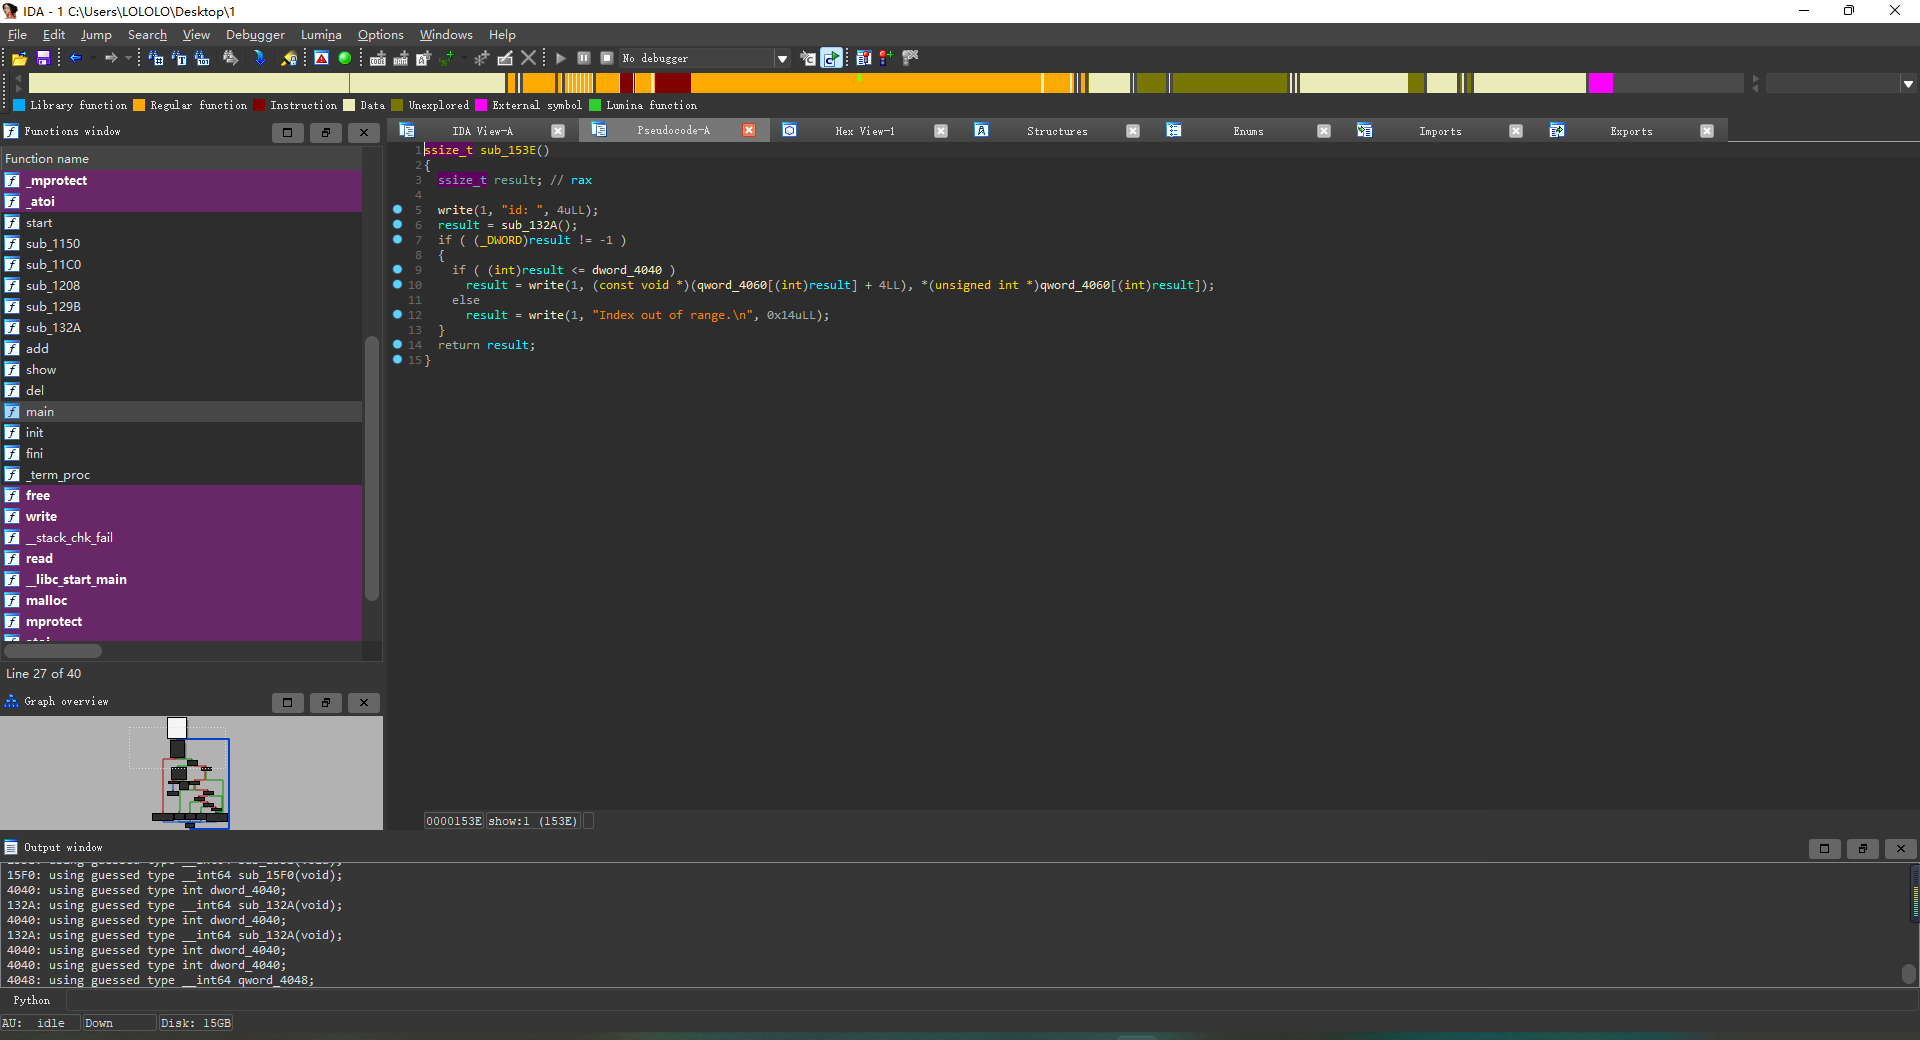 IDA - 1 C:\Users\LOLOLO\Desktop\1
File Edit Jump Search View Debugger Lumina Options Windows Help
No debugger
Library function Regular function Instruction Data Unexplored External symbol Lumina function
Functions window
IDA View-A Pseudocode-A Hex View-1 Structures Enums Imports Exports
Function name
_mprotect
_atoi
start
sub_1150
sub_11C0
sub_1208
sub_129B
sub_132A
add
show
del
main
init
fini
_term_proc
free
write
__stack_chk_fail
read
__libc_start_main
malloc
mprotect
atoi
Line 27 of 40
Graph overview
1 ssize_t sub_153E()
2 {
3 ssize_t result; // rax
4
5 write(1, "id: ", 4uLL);
6 result = sub_132A();
7 if ( (_DWORD)result != -1 )
8 {
9 if ( (int)result <= dword_4040 )
10 result = write(1, (const void *)(qword_4060[(int)result] + 4LL), *(unsigned int *)qword_4060[(int)result]);
11 else
12 result = write(1, "Index out of range.\n", 0x14uLL);
13 }
14 return result;
15 }
0000153E show:1 (153E)
Output window
15F0: using guessed type __int64 sub_15F0(void);
4040: using guessed type int dword_4040;
132A: using guessed type __int64 sub_132A(void);
4040: using guessed type int dword_4040;
132A: using guessed type __int64 sub_132A(void);
4040: using guessed type int dword_4040;
4040: using guessed type int dword_4040;
4048: using guessed type __int64 qword_4048;
Python
AU: idle Down Disk: 15GB